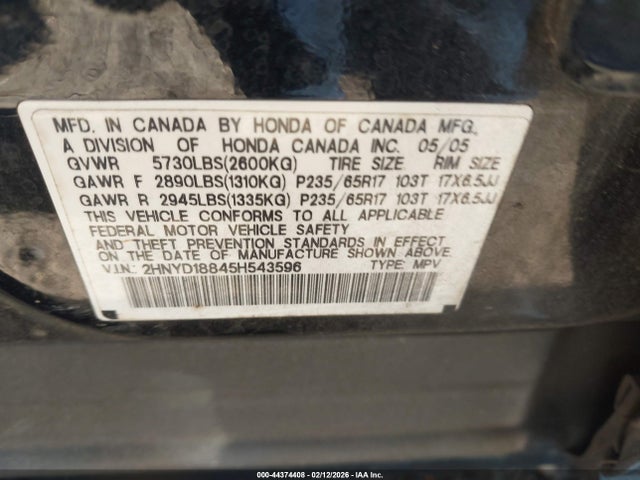 MFD. IN CANADA BY HONDA OF CANADA MFG.,
A DIVISION OF HONDA CANADA INC. 05/05
GVWR 5730LBS(2600KG) TIRE SIZE RIM SIZE
GAWR F 2890LBS(1310KG) P235/65R17 103T 17X6.5JJ
GAWR R 2945LBS(1335KG) P235/65R17 103T 17X6.5JJ
THIS VEHICLE CONFORMS TO ALL APPLICABLE
FEDERAL MOTOR VEHICLE SAFETY AND
THEFT PREVENTION STANDARDS IN EFFECT
ON THE DATE OF MANUFACTURE SHOWN ABOVE.
V.I.N.: 2HNYD18845H543596 TYPE: MPV
000-44374408 - 02/12/2026 - IAA Inc.